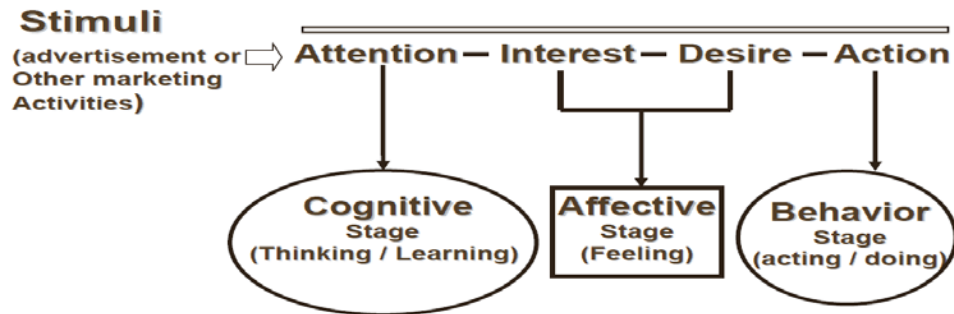 Stimuli
(advertisement or
Other marketing
Activities)
Attention – Interest – Desire – Action
Cognitive
Stage
(Thinking / Learning)
Affective
Stage
(Feeling)
Behavior
Stage
(acting / doing)